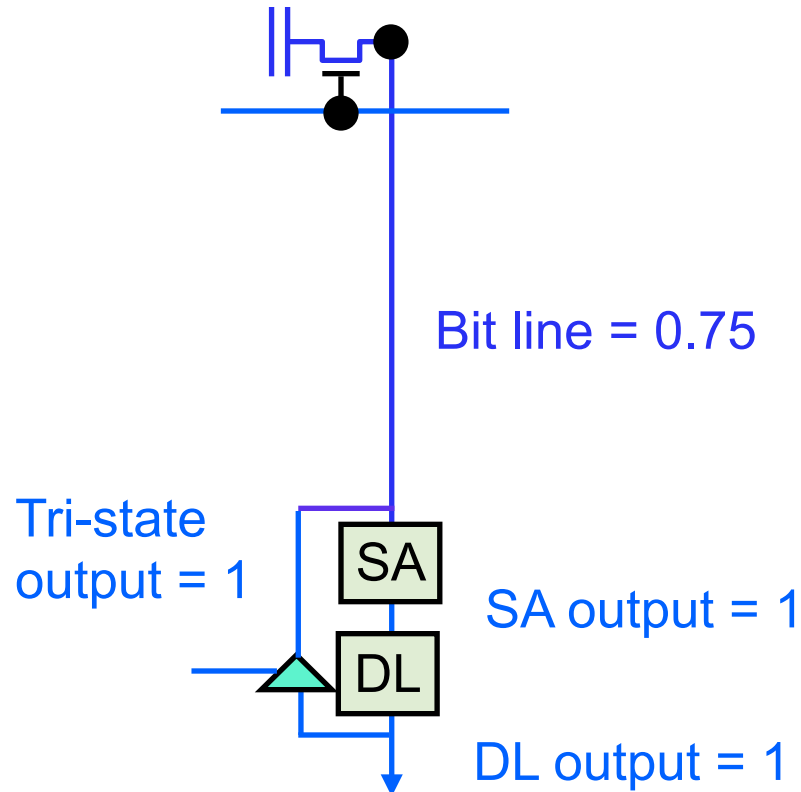 Bit line = 0.75
Tri-state
output = 1
SA
SA output = 1
DL
DL output = 1